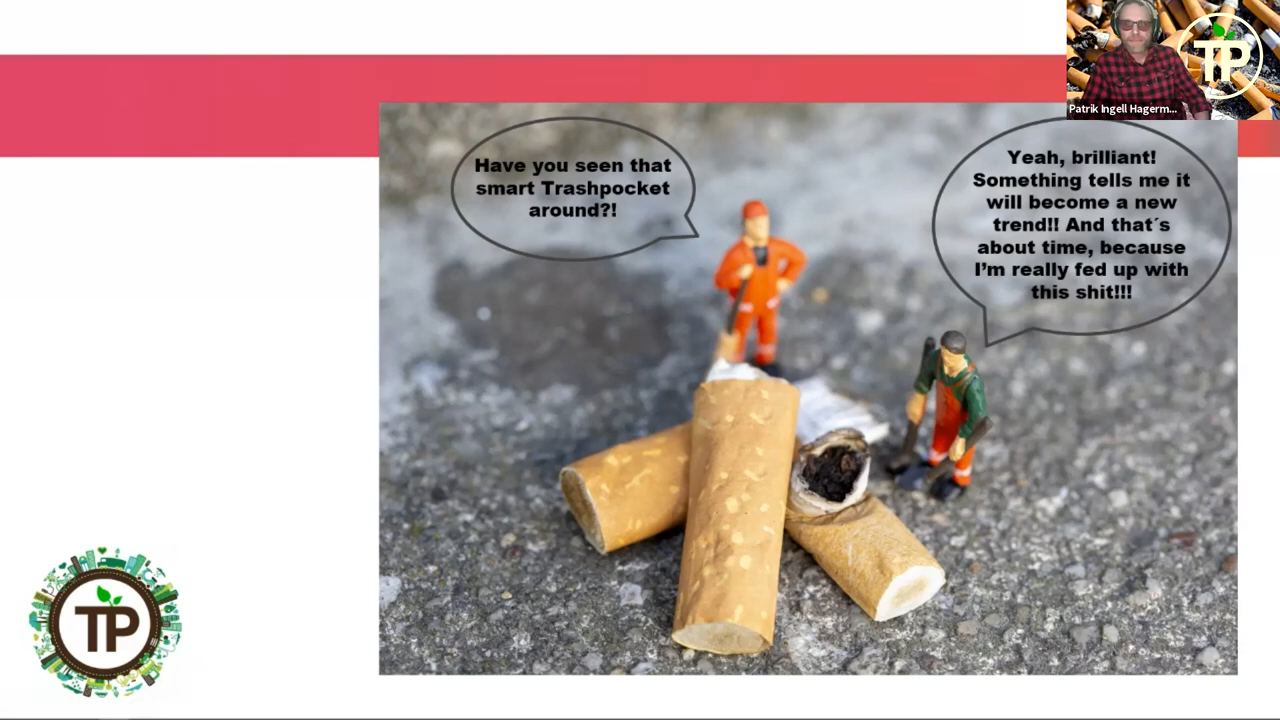 TP
Patrik Ingell Hagerm...
Have you seen that
smart Trashpocket
around?!
Yeah, brilliant!
Something tells me it
will become a new
trend!! And that´s
about time, because
I'm really fed up with
this shit!!!
TP